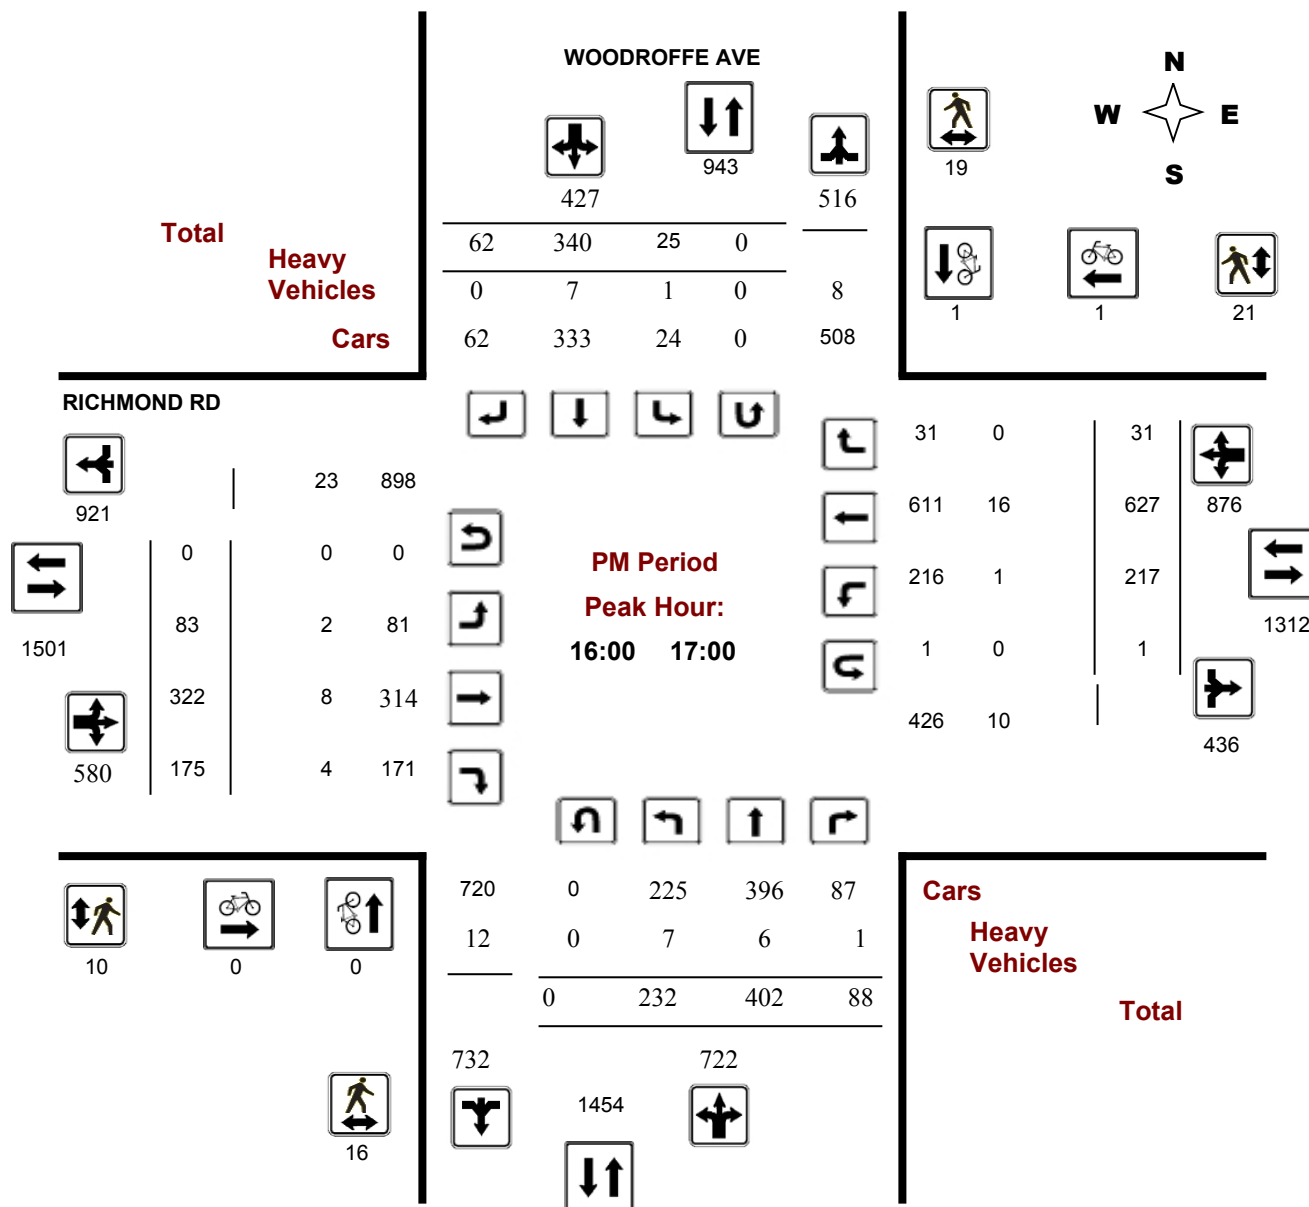 WOODROFFE AVE
N
W E
S
943
19
427 516
Total
62 340 25 0
Heavy
Vehicles
0 7 1 0 8
1 1 21
Cars
62 333 24 0 508
RICHMOND RD
31 0 31
23 898
921
611 16 627 876
0 0 0
PM Period
216 1 217
Peak Hour:
83 2 81
1312
1501
16:00 17:00
1 0 1
322 8 314
426 10
436
580 175 4 171
720 0 225 396 87
Cars
12 0 7 6 1
Heavy
Vehicles
10 0 0
0 232 402 88
Total
732 722
1454
16